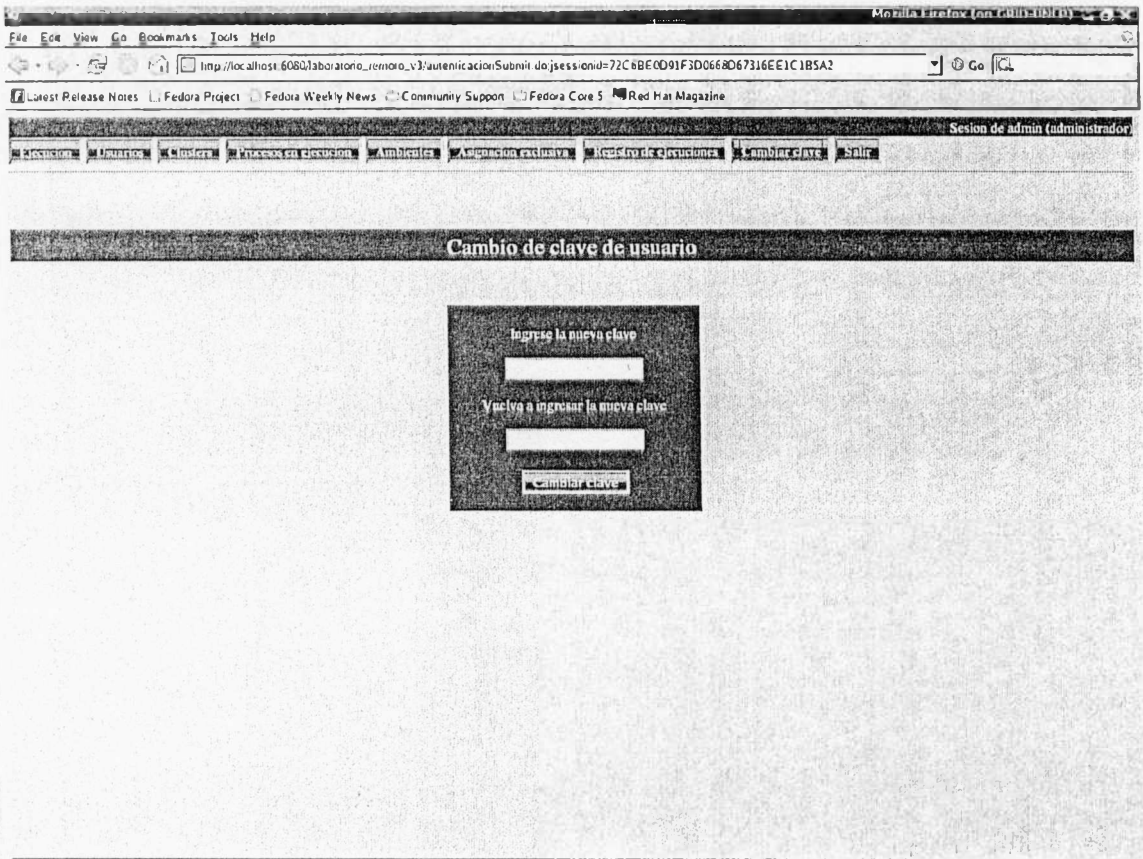 Mozilla Firefox
File Edit View Go Bookmarks Tools Help
http://localhost:6080/laboratorio_remoto_v3/autenticacionSubmit.do;jsessionid=72C6BE0D91F3D0668D67316EE1C1B5A2 Go
Latest Release Notes Fedora Project Fedora Weekly News Community Support Fedora Core 5 Red Hat Magazine
Sesion de admin (administrador)
Ejecucion Usuarios Clusters Procesos en ejecucion Ambientes Asignacion exclusiva Registro de ejecuciones Cambiar clave Salir
Cambio de clave de usuario
Ingrese la nueva clave
Vuelva a ingresar la nueva clave
Cambiar clave